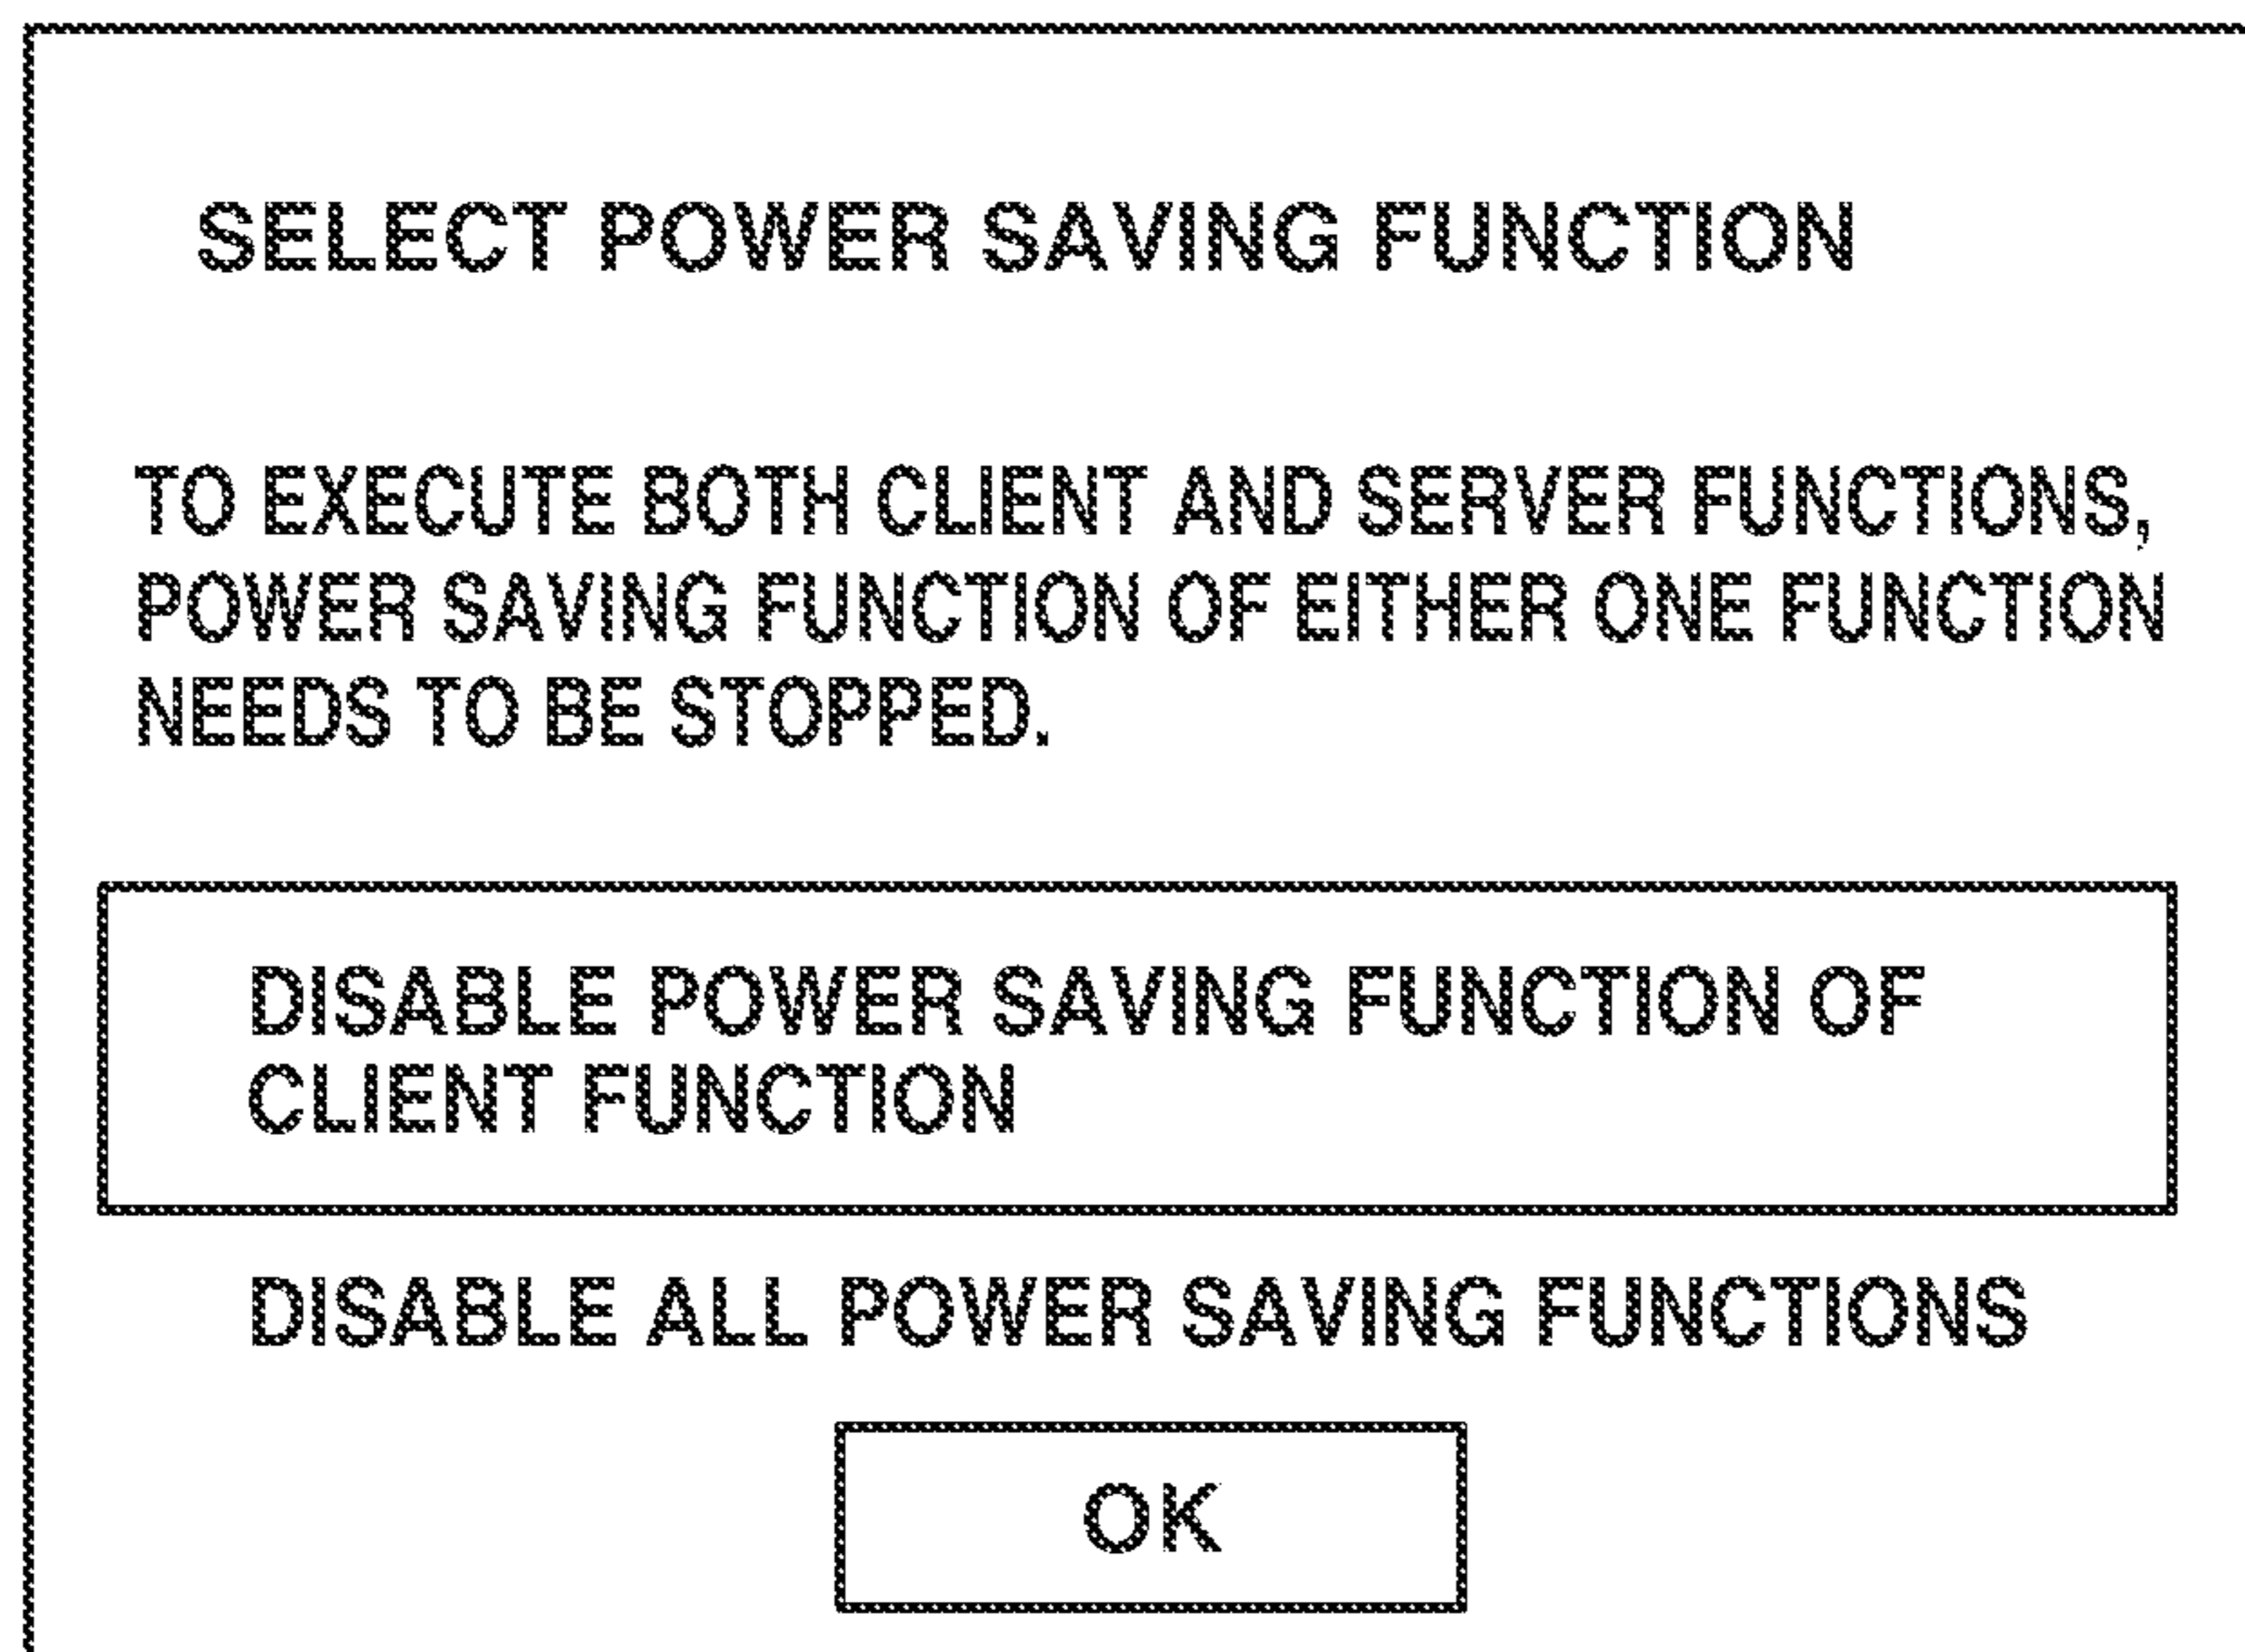 SELECT POWER SAVING FUNCTION
TO EXECUTE BOTH CLIENT AND SERVER FUNCTIONS,
POWER SAVING FUNCTION OF EITHER ONE FUNCTION
NEEDS TO BE STOPPED.
DISABLE POWER SAVING FUNCTION OF
CLIENT FUNCTION
DISABLE ALL POWER SAVING FUNCTIONS
OK